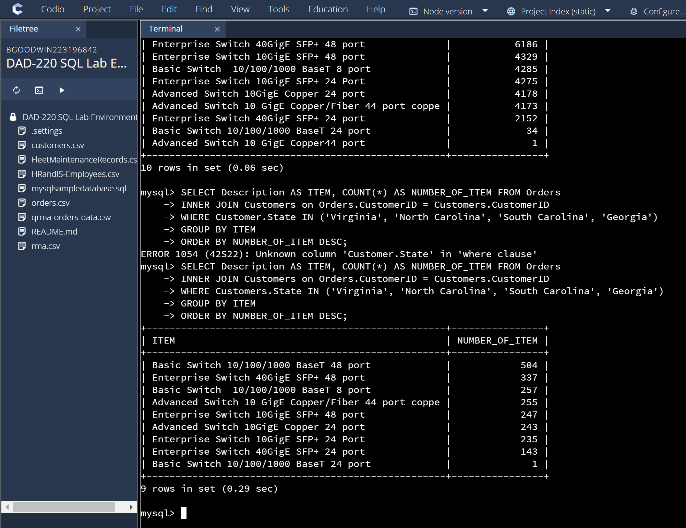 Codio Project File Edit Find View Tools Education Help Node version Project Index (static) Configure...
Filetree
Terminal
BGOODWIN223196842
DAD-220 SQL Lab E...
DAD-220 SQL Lab Environment
.settings
customers.csv
FleetMaintenanceRecords.cs
HRandIS-Employees.csv
mysqlsampledatabase.sql
orders.csv
qrma-orders-data.csv
README.md
rma.csv
| Enterprise Switch 40GigE SFP+ 48 port | 6186 |
| Enterprise Switch 10GigE SFP+ 48 port | 4329 |
| Basic Switch  10/100/1000 BaseT 8 port | 4285 |
| Enterprise Switch 10GigE SFP+ 24 Port | 4275 |
| Advanced Switch 10GigE Copper 24 port | 4178 |
| Advanced Switch 10 GigE Copper/Fiber 44 port coppe | 4173 |
| Enterprise Switch 40GigE SFP+ 24 port | 2152 |
| Basic Switch 10/100/1000 BaseT 24 port | 34 |
| Advanced Switch 10 GigE Copper44 port | 1 |
+----------------------------------------------------+----------------+
10 rows in set (0.06 sec)
mysql> SELECT Description AS ITEM, COUNT(*) AS NUMBER_OF_ITEM FROM Orders
-> INNER JOIN Customers on Orders.CustomerID = Customers.CustomerID
-> WHERE Customer.State IN ('Virginia', 'North Carolina', 'South Carolina', 'Georgia')
-> GROUP BY ITEM
-> ORDER BY NUMBER_OF_ITEM DESC;
ERROR 1054 (42S22): Unknown column 'Customer.State' in 'where clause'
mysql> SELECT Description AS ITEM, COUNT(*) AS NUMBER_OF_ITEM FROM Orders
-> INNER JOIN Customers on Orders.CustomerID = Customers.CustomerID
-> WHERE Customers.State IN ('Virginia', 'North Carolina', 'South Carolina', 'Georgia')
-> GROUP BY ITEM
-> ORDER BY NUMBER_OF_ITEM DESC;
+----------------------------------------------------+----------------+
| ITEM | NUMBER_OF_ITEM |
+----------------------------------------------------+----------------+
| Basic Switch 10/100/1000 BaseT 48 port | 504 |
| Enterprise Switch 40GigE SFP+ 48 port | 337 |
| Basic Switch  10/100/1000 BaseT 8 port | 257 |
| Advanced Switch 10 GigE Copper/Fiber 44 port coppe | 255 |
| Enterprise Switch 10GigE SFP+ 48 port | 247 |
| Advanced Switch 10GigE Copper 24 port | 243 |
| Enterprise Switch 10GigE SFP+ 24 Port | 235 |
| Enterprise Switch 40GigE SFP+ 24 port | 143 |
| Basic Switch 10/100/1000 BaseT 24 port | 1 |
+----------------------------------------------------+----------------+
9 rows in set (0.29 sec)
mysql>